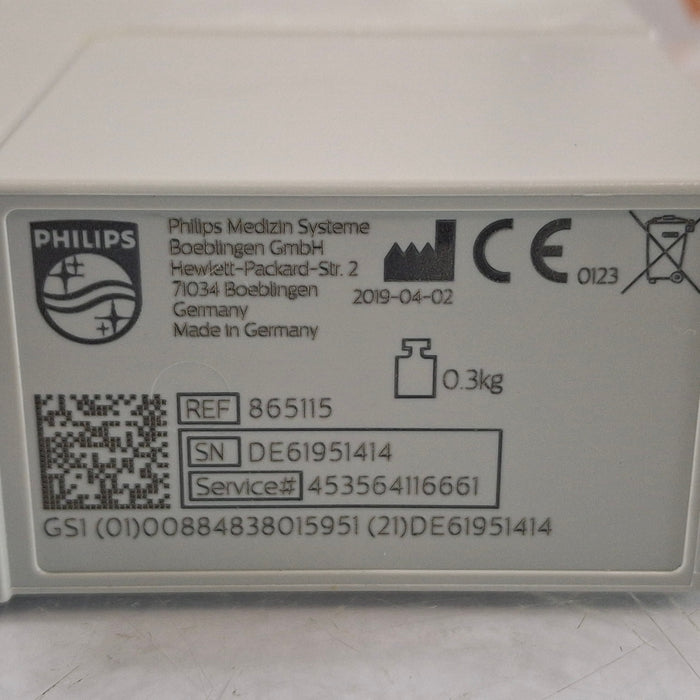 PHILIPS
Philips Medizin Systeme
Boeblingen GmbH
Hewlett-Packard-Str. 2
71034 Boeblingen
Germany
Made in Germany
2019-04-02
CE 0123
0.3kg
REF 865115
SN DE61951414
Service# 453564116661
GS1 (01)00884838015951 (21)DE61951414